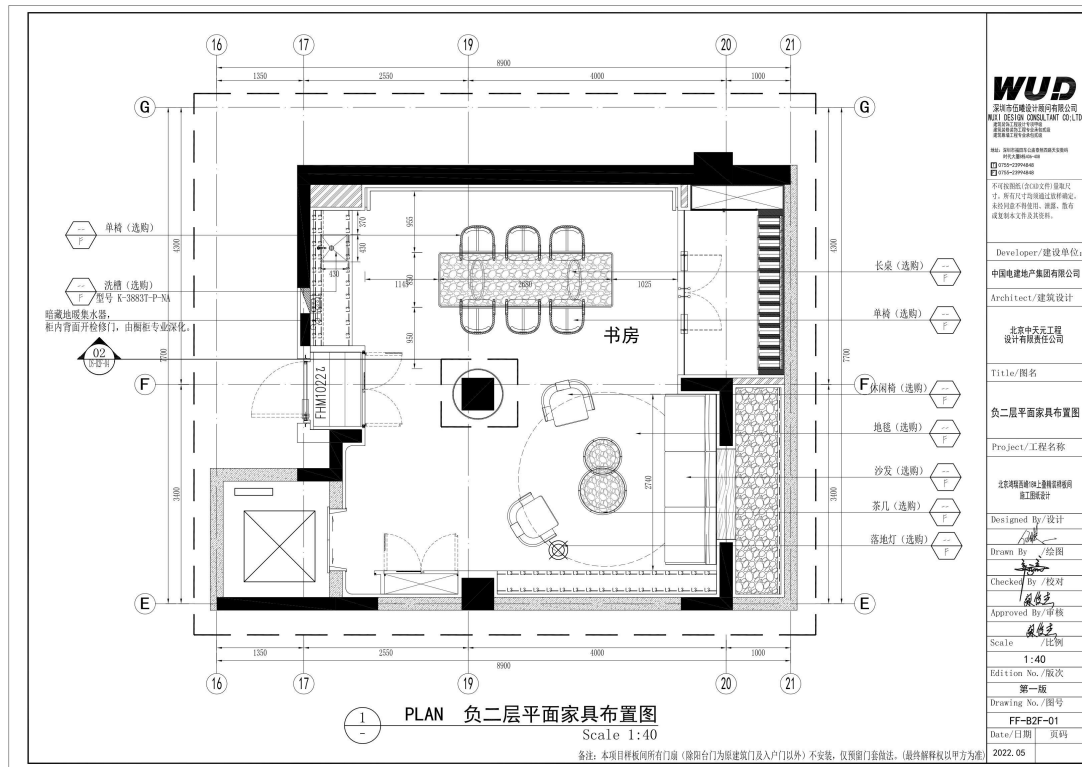 16
17
19
20
21
8900
1350
2550
4000
1000
G
G
4300
4300
7700
7700
370
430
430
955
950
1145
2680
1025
单椅（选购）
--
F
洗槽（选购）
型号 K-3883T-P-NA
--
F
暗藏地暖集水器，
柜内背面开检修门，由橱柜专业深化。
02
FHM1022乙
书房
长桌（选购）
--
F
单椅（选购）
--
F
F
F
休闲椅（选购）
--
F
地毯（选购）
--
F
沙发（选购）
--
F
茶几（选购）
--
F
落地灯（选购）
--
F
2740
3400
3400
E
E
1350
2550
4000
1000
8900
16
17
19
20
21
1
-
PLAN 负二层平面家具布置图
Scale 1:40
备注：本项目样板间所有门扇（除阳台门为原建筑门及入户门以外）不安装，仅预留门套做法。（最终解释权以甲方为准）
WUD
深圳市伍曦设计顾问有限公司
WUXI DESIGN CONSULTANT CO;LTD
0755-23994848
0755-23994848
不可按图纸(含CAD文件)量取尺
寸。所有尺寸均须通过放样确定。
未经同意不得使用、泄露、散布
或复制本文件及其资料。
Developer/建设单位:
中国电建地产集团有限公司
Architect/建筑设计
北京中天元工程
设计有限责任公司
Title/图名
负二层平面家具布置图
Project/工程名称
施工图纸设计
Designed By/设计
Drawn By /绘图
Checked By /校对
Approved By/审核
Scale /比例
1:40
Edition No./版次
第一版
Drawing No./图号
FF-B2F-01
Date/日期 页码
2022.05